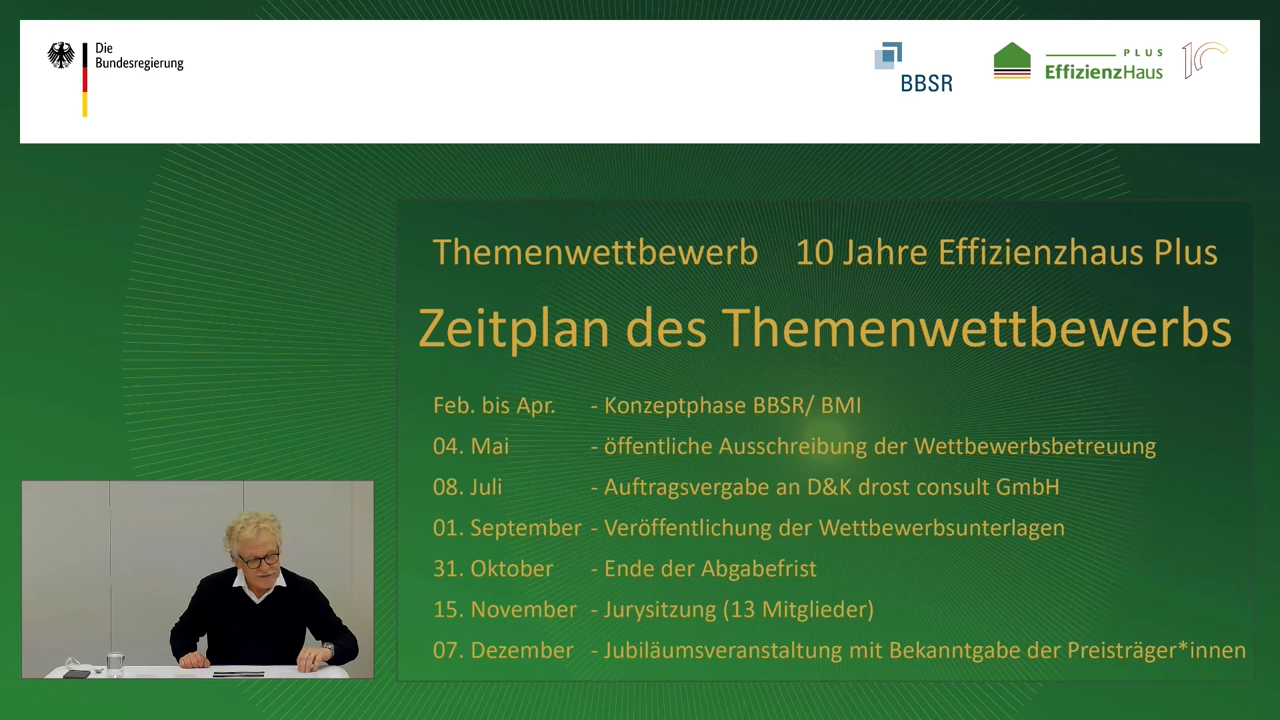 Die
Bundesregierung
BBSR
PLUS
EffizienzHaus
10
Themenwettbewerb 10 Jahre Effizienzhaus Plus
Zeitplan des Themenwettbewerbs
Feb. bis Apr. - Konzeptphase BBSR/ BMI
04. Mai - öffentliche Ausschreibung der Wettbewerbsbetreuung
08. Juli - Auftragsvergabe an D&K drost consult GmbH
01. September - Veröffentlichung der Wettbewerbsunterlagen
31. Oktober - Ende der Abgabefrist
15. November - Jurysitzung (13 Mitglieder)
07. Dezember - Jubiläumsveranstaltung mit Bekanntgabe der Preisträger*innen